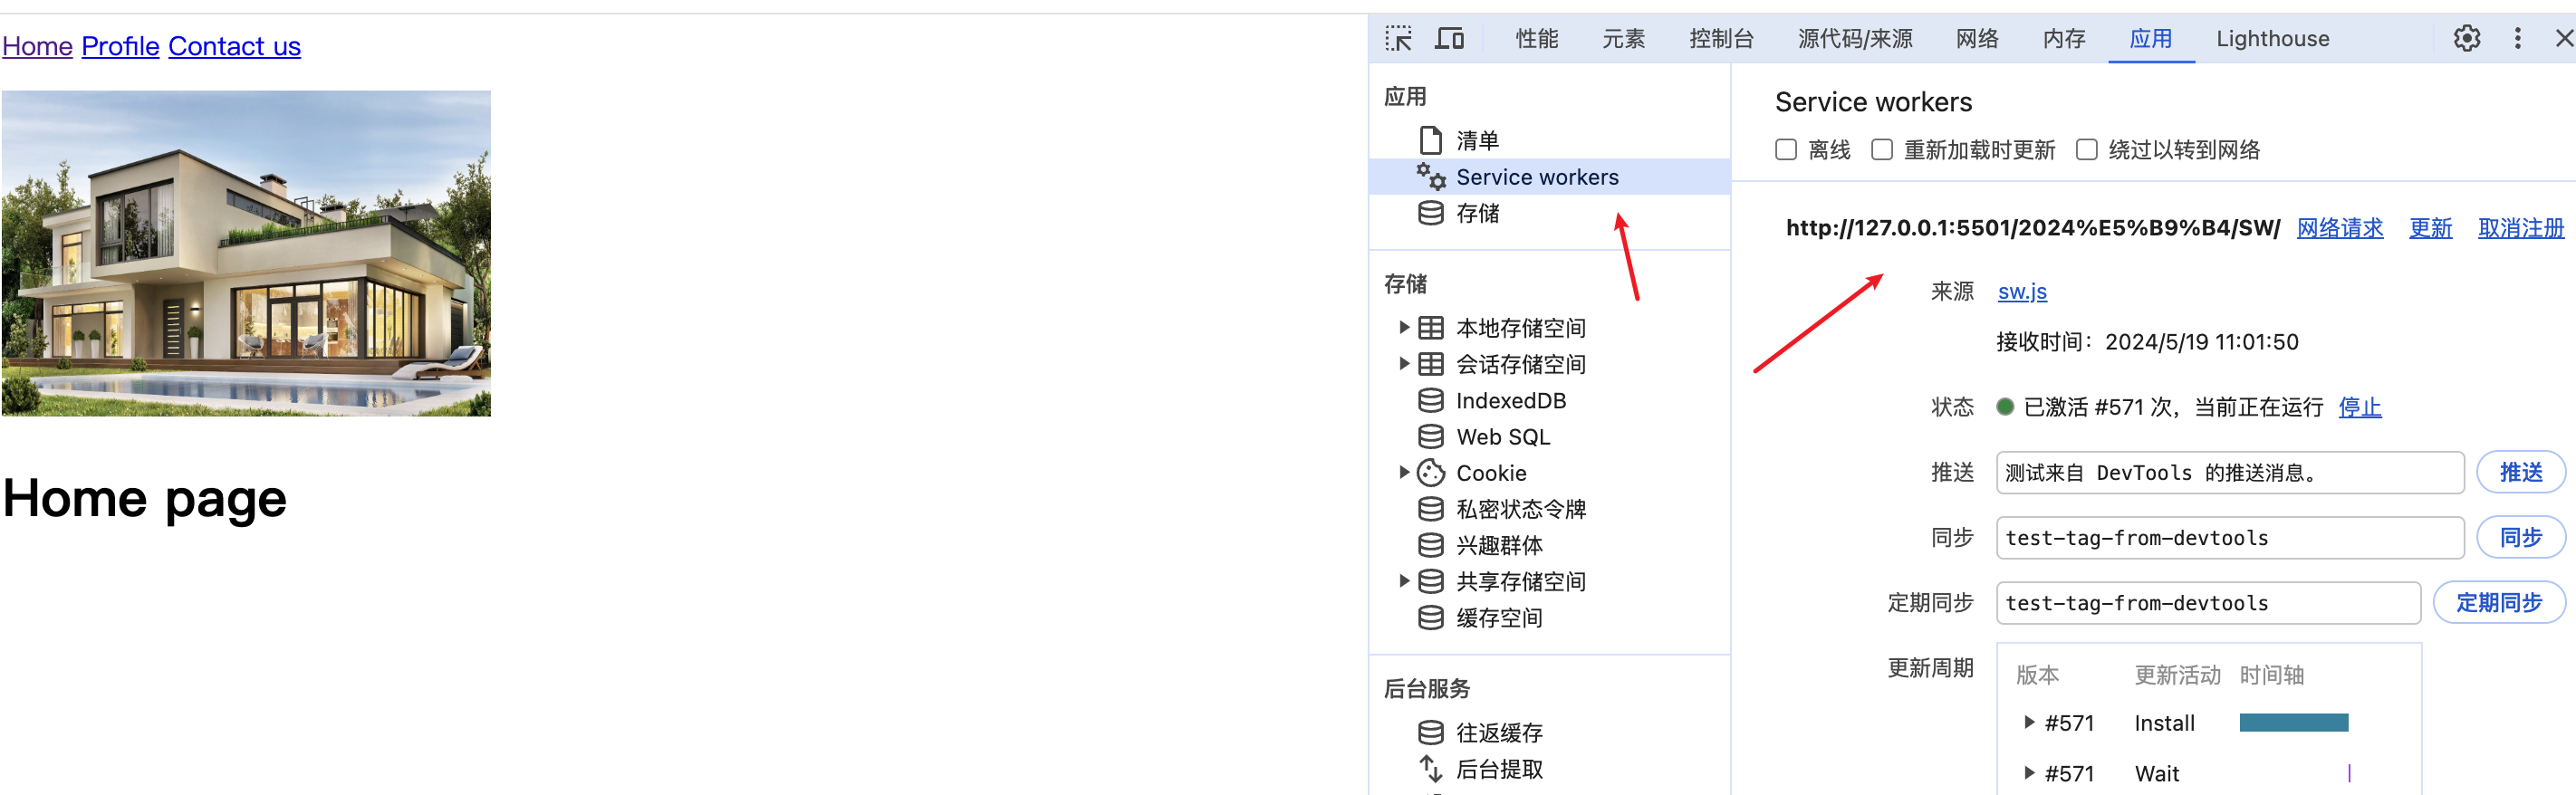 Home Profile Contact us
Home page
性能 元素 控制台 源代码/来源 网络 内存 应用 Lighthouse
应用
清单
Service workers
存储
存储
本地存储空间
会话存储空间
IndexedDB
Web SQL
Cookie
私密状态令牌
兴趣群体
共享存储空间
缓存空间
后台服务
往返缓存
后台提取
Service workers
离线 重新加载时更新 绕过以转到网络
http://127.0.0.1:5501/2024%E5%B9%B4/SW/ 网络请求 更新 取消注册
来源 sw.js
接收时间：2024/5/19 11:01:50
状态 已激活 #571 次，当前正在运行 停止
推送 测试来自 DevTools 的推送消息。 推送
同步 test-tag-from-devtools 同步
定期同步 test-tag-from-devtools 定期同步
更新周期 版本 更新活动 时间轴
#571 Install
#571 Wait